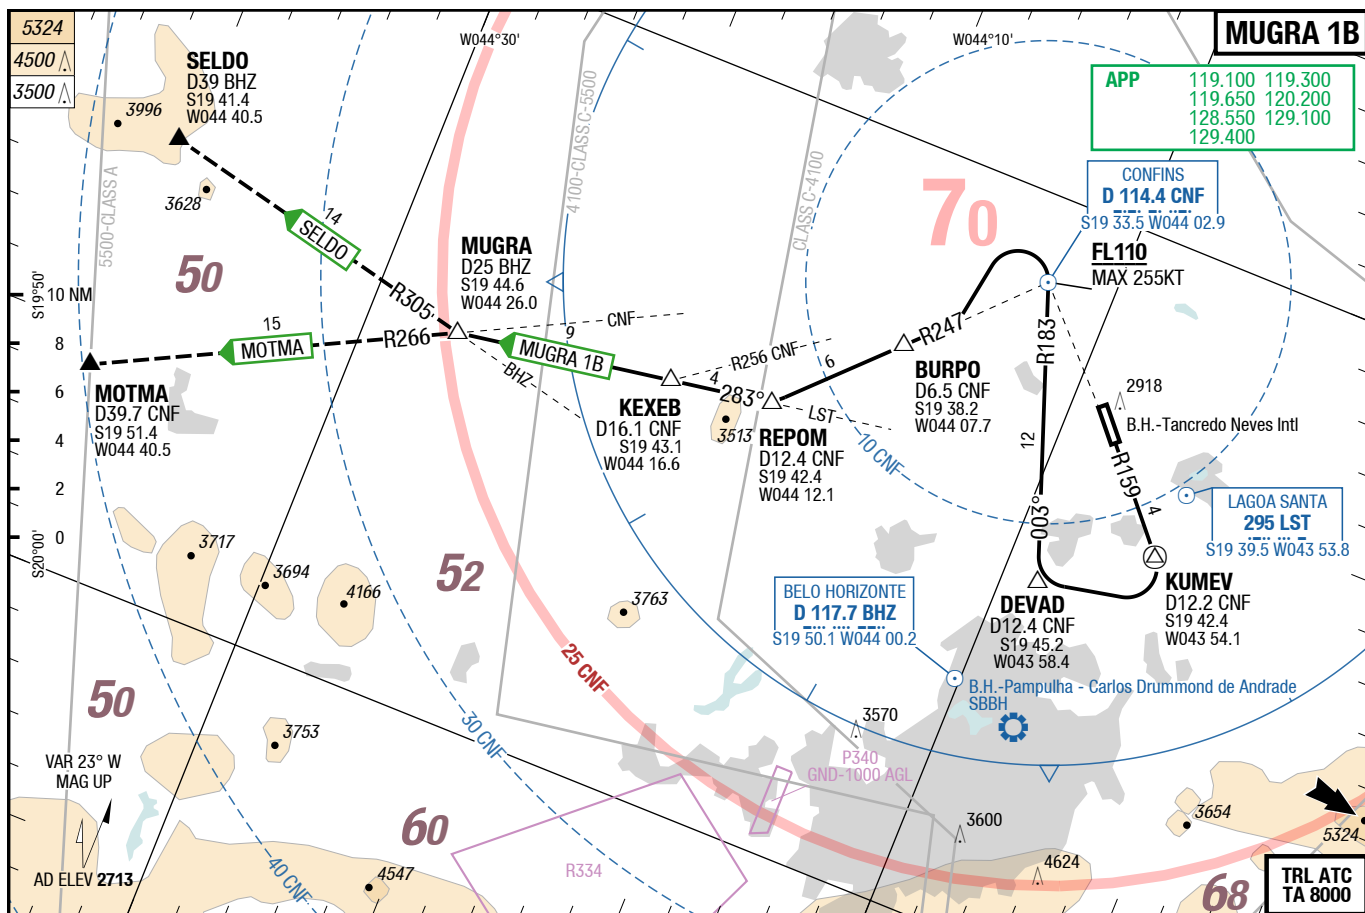 5324
4500
3500
MUGRA 1B
W044°30'
W044°10'
APP
119.100 119.300
119.650 120.200
128.550 129.100
129.400
SELDO
D39 BHZ
S19 41.4
W044 40.5
3996
3628
5500-CLASS A
4100-CLASS.C-5500
CLASS C-4100
CONFINS
D 114.4 CNF
S19 33.5 W044 02.9
70
FL110
MAX 255KT
14
SELDO
50
R305
MUGRA
D25 BHZ
S19 44.6
W044 26.0
S19°50'
10 NM
8
6
4
2
0
S20°00'
15
MOTMA
R266
CNF
9
MUGRA 1B
BHZ
R256 CNF
4
283°
6
R247
R183
LST
MOTMA
D39.7 CNF
S19 51.4
W044 40.5
KEXEB
D16.1 CNF
S19 43.1
W044 16.6
3513
REPOM
D12.4 CNF
S19 42.4
W044 12.1
BURPO
D6.5 CNF
S19 38.2
W044 07.7
10 CNF
2918
B.H.-Tancredo Neves Intl
12
003°
R159
4
LAGOA SANTA
295 LST
S19 39.5 W043 53.8
3717
3694
4166
52
3763
BELO HORIZONTE
D 117.7 BHZ
S19 50.1 W044 00.2
DEVAD
D12.4 CNF
S19 45.2
W043 58.4
KUMEV
D12.2 CNF
S19 42.4
W043 54.1
25 CNF
B.H.-Pampulha - Carlos Drummond de Andrade
SBBH
50
3753
30 CNF
3570
P340
GND-1000 AGL
VAR 23° W
MAG UP
60
3600
3654
5324
4624
R334
AD ELEV 2713
40 CNF
4547
68
TRL ATC
TA 8000